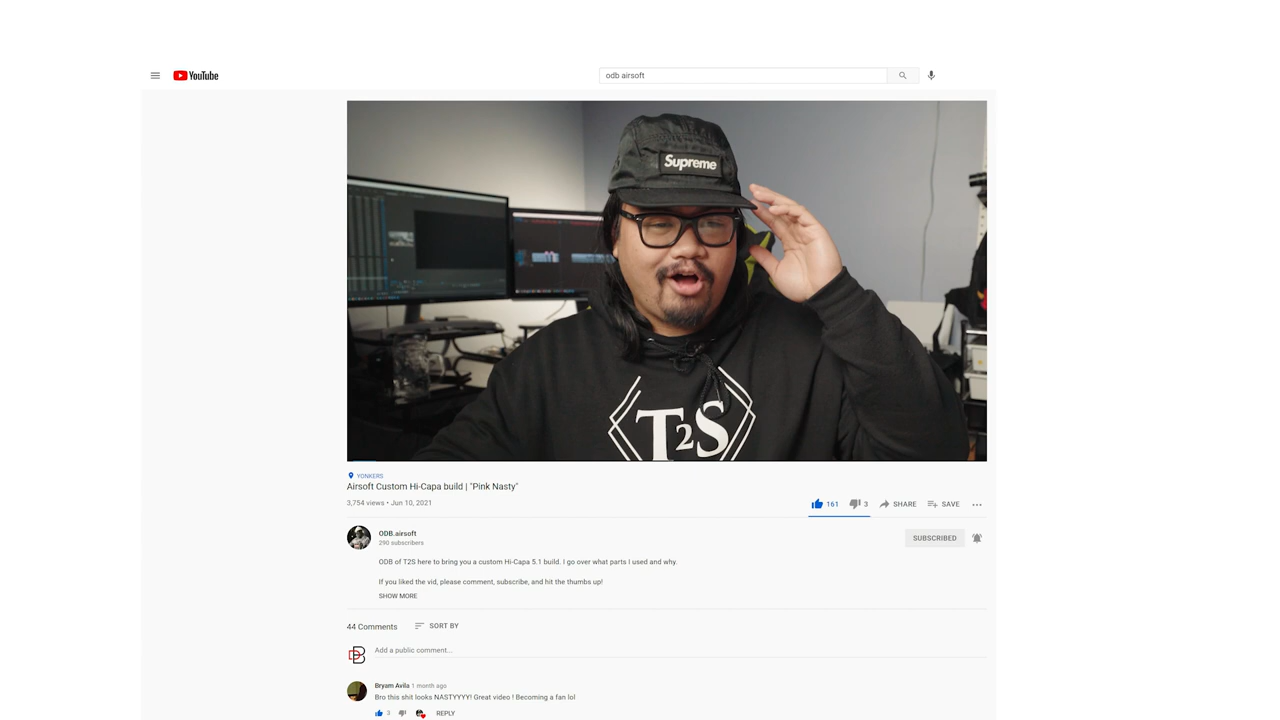 YouTube
odb airsoft
Supreme
T2S
YONKERS
Airsoft Custom Hi-Capa build | "Pink Nasty"
3,754 views • Jun 10, 2021
161
3
SHARE
SAVE
ODB.airsoft
290 subscribers
SUBSCRIBED
ODB of T2S here to bring you a custom Hi-Capa 5.1 build. I go over what parts I used and why.
If you liked the vid, please comment, subscribe, and hit the thumbs up!
SHOW MORE
44 Comments
SORT BY
Add a public comment...
Bryam Avila 1 month ago
Bro this shit looks NASTYYYY! Great video ! Becoming a fan lol
3
REPLY